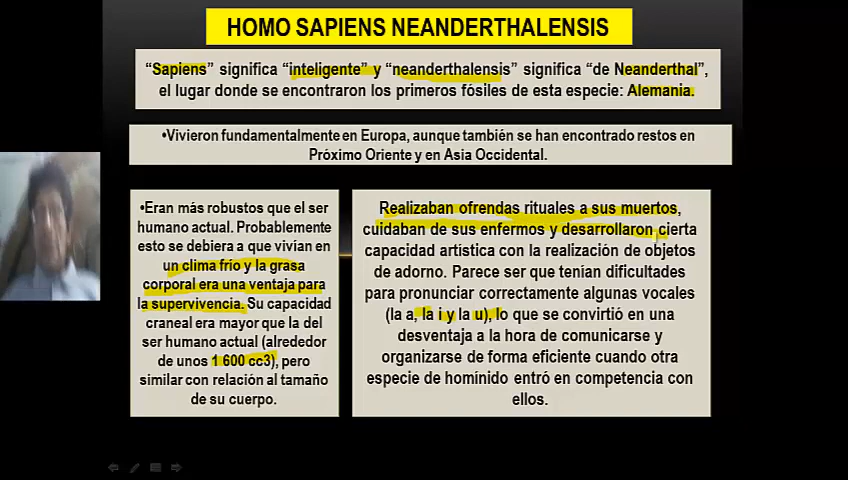 HOMO SAPIENS NEANDERTHALENSIS
“Sapiens” significa “inteligente” y “neanderthalensis” significa “de Neanderthal”,
el lugar donde se encontraron los primeros fósiles de esta especie: Alemania.
•Vivieron fundamentalmente en Europa, aunque también se han encontrado restos en
Próximo Oriente y en Asia Occidental.
•Eran más robustos que el ser
humano actual. Probablemente
esto se debiera a que vivían en
un clima frío y la grasa
corporal era una ventaja para
la supervivencia. Su capacidad
craneal era mayor que la del
ser humano actual (alrededor
de unos 1 600 cc3), pero
similar con relación al tamaño
de su cuerpo.
Realizaban ofrendas rituales a sus muertos,
cuidaban de sus enfermos y desarrollaron cierta
capacidad artística con la realización de objetos
de adorno. Parece ser que tenían dificultades
para pronunciar correctamente algunas vocales
(la a, la i y la u), lo que se convirtió en una
desventaja a la hora de comunicarse y
organizarse de forma eficiente cuando otra
especie de homínido entró en competencia con
ellos.